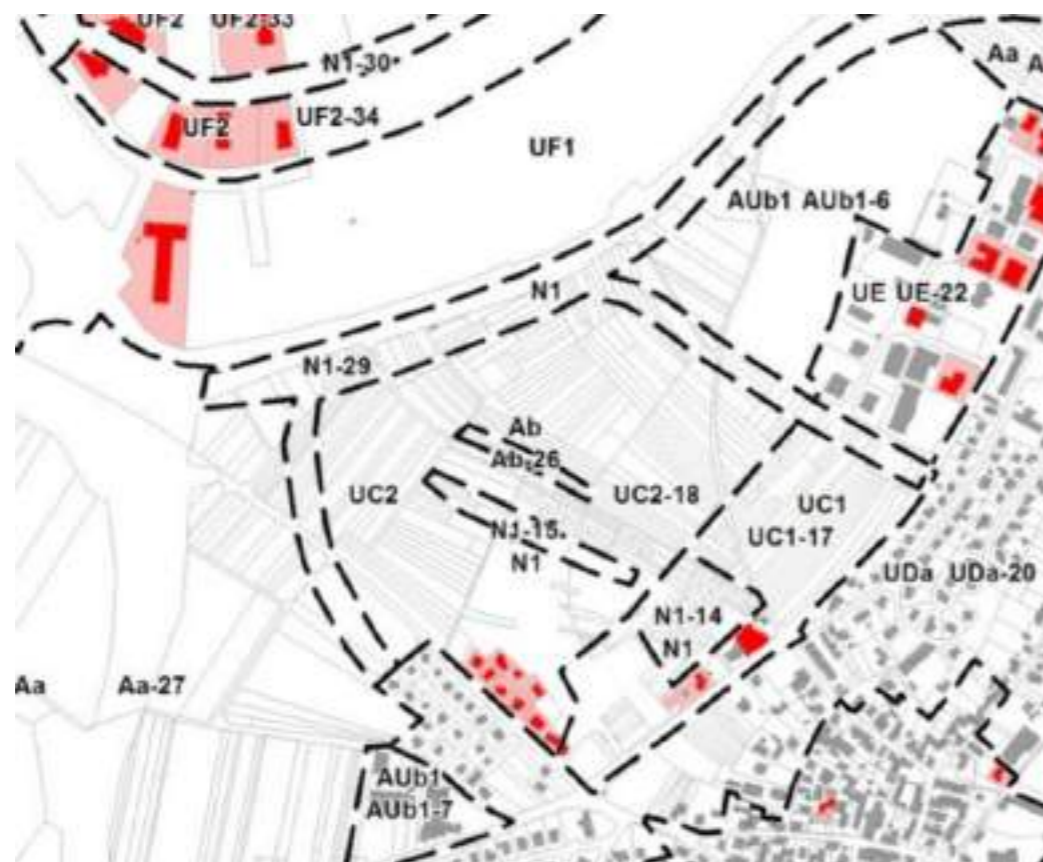 UF2 UF2-33
N1-30
Aa A
UF2 UF2-34
UF1
AUb1 AUb1-6
N1
UE UE-22
N1-29
Ab
Ab-26
UC2 UC2-18
UC1
UC1-17
N1-15
N1
UDa UDa-20
N1-14
N1
Aa Aa-27
AUb1
AUb1-7